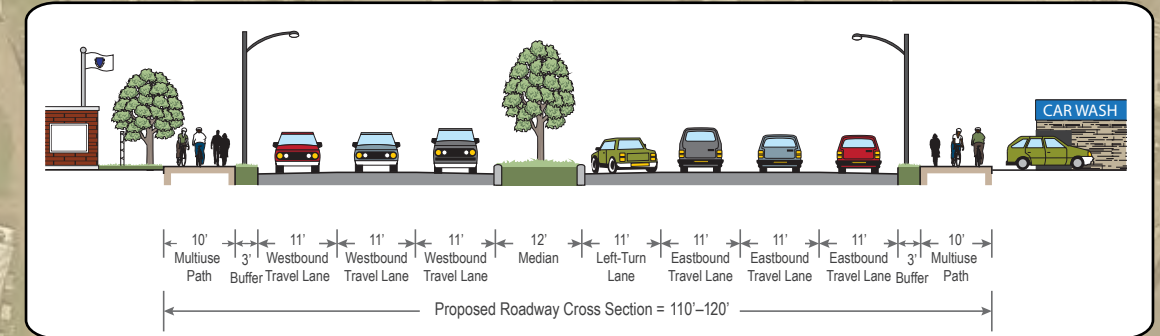 CAR WASH
10’ 3’ 11’ 11’ 11’ 12’ 11’ 11’ 11’ 11’ 3’ 10’
Multiuse Buffer Westbound Westbound Westbound Median Left-Turn Eastbound Eastbound Eastbound Buffer Multiuse
Path Travel Lane Travel Lane Travel Lane Lane Travel Lane Travel Lane Travel Lane Path
Proposed Roadway Cross Section = 110’–120’